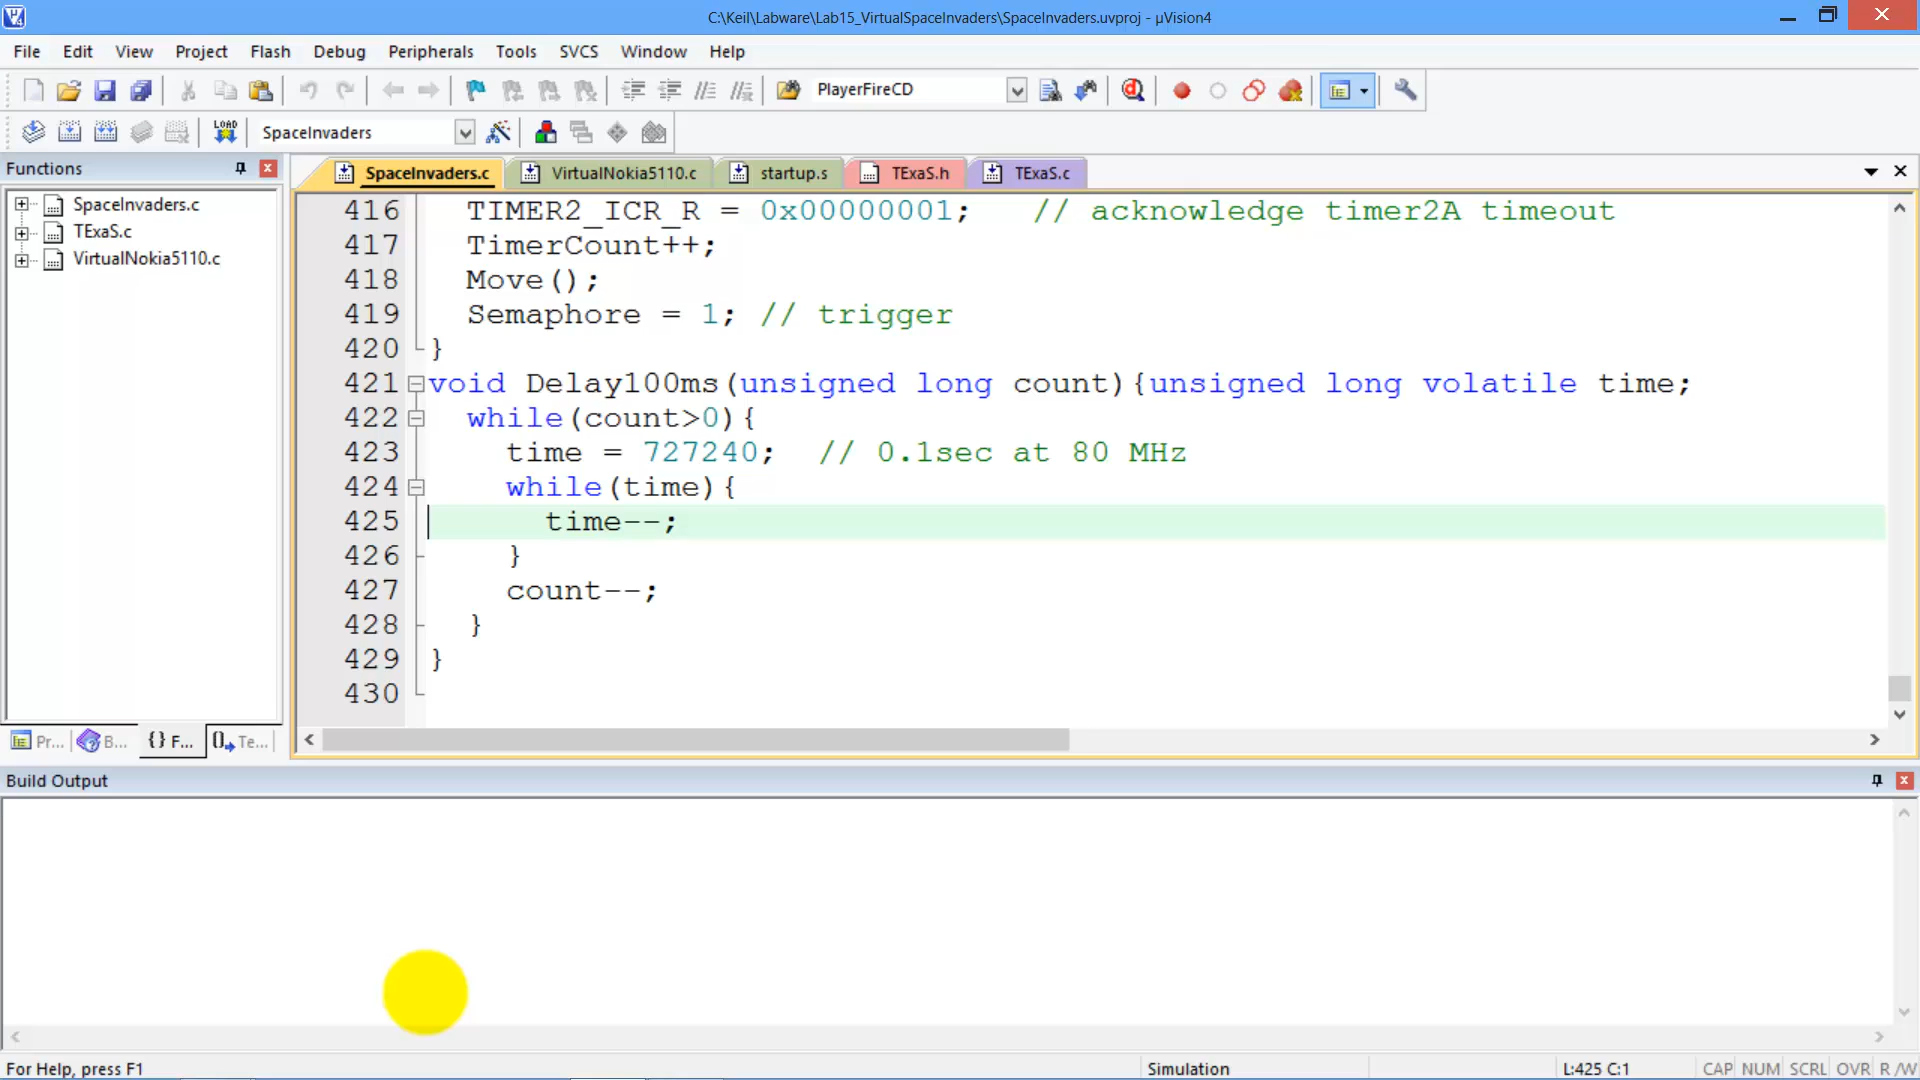 C:\Keil\Labware\Lab15_VirtualSpaceInvaders\SpaceInvaders.uvproj - µVision4
File Edit View Project Flash Debug Peripherals Tools SVCS Window Help
PlayerFireCD
LOAD SpaceInvaders
Functions
SpaceInvaders.c VirtualNokia5110.c startup.s TExaS.h TExaS.c
SpaceInvaders.c
TExaS.c
VirtualNokia5110.c
416 TIMER2_ICR_R = 0x00000001; // acknowledge timer2A timeout
417 TimerCount++;
418 Move();
419 Semaphore = 1; // trigger
420 }
421 void Delay100ms(unsigned long count){unsigned long volatile time;
422 while(count>0){
423 time = 727240; // 0.1sec at 80 MHz
424 while(time){
425 time--;
426 }
427 count--;
428 }
429 }
430
Pr... B... {} F... Te...
Build Output
For Help, press F1 Simulation L:425 C:1 CAP NUM SCRL OVR R/W